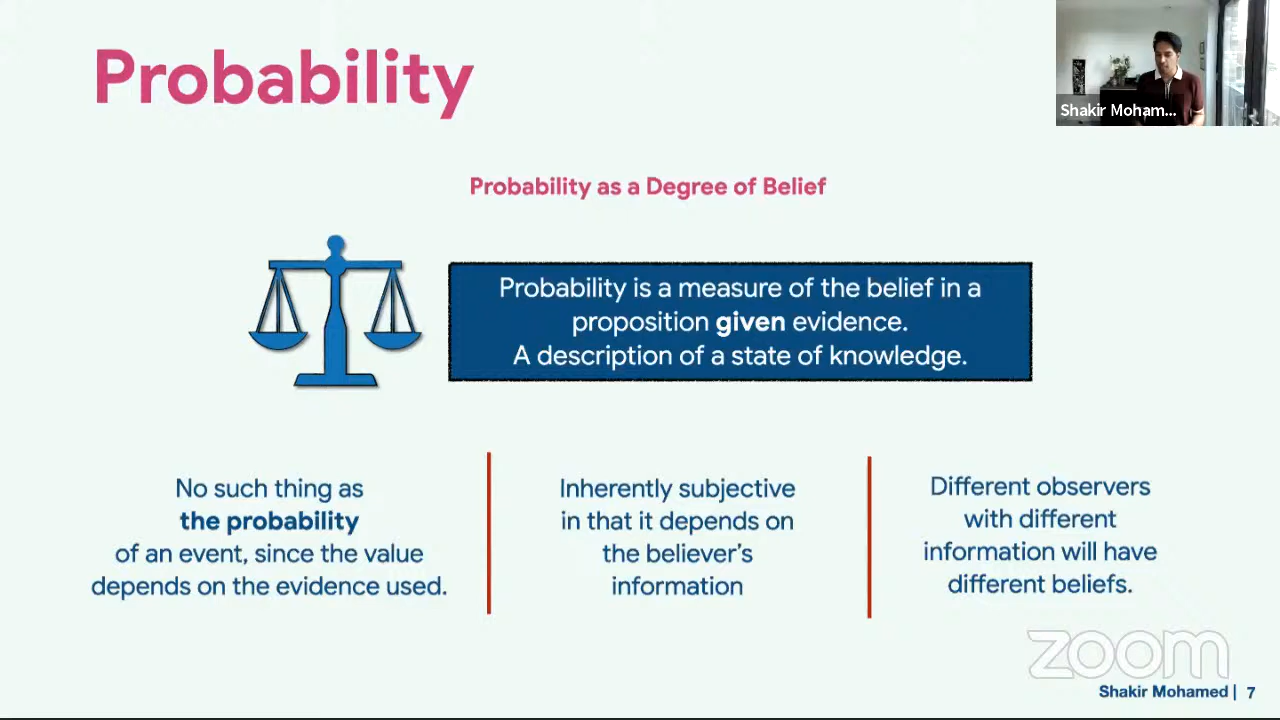 Probability
Shakir Moham...
Probability as a Degree of Belief
Probability is a measure of the belief in a
proposition given evidence.
A description of a state of knowledge.
No such thing as
the probability
of an event, since the value
depends on the evidence used.
Inherently subjective
in that it depends on
the believer's
information
Different observers
with different
information will have
different beliefs.
zoom
Shakir Mohamed | 7